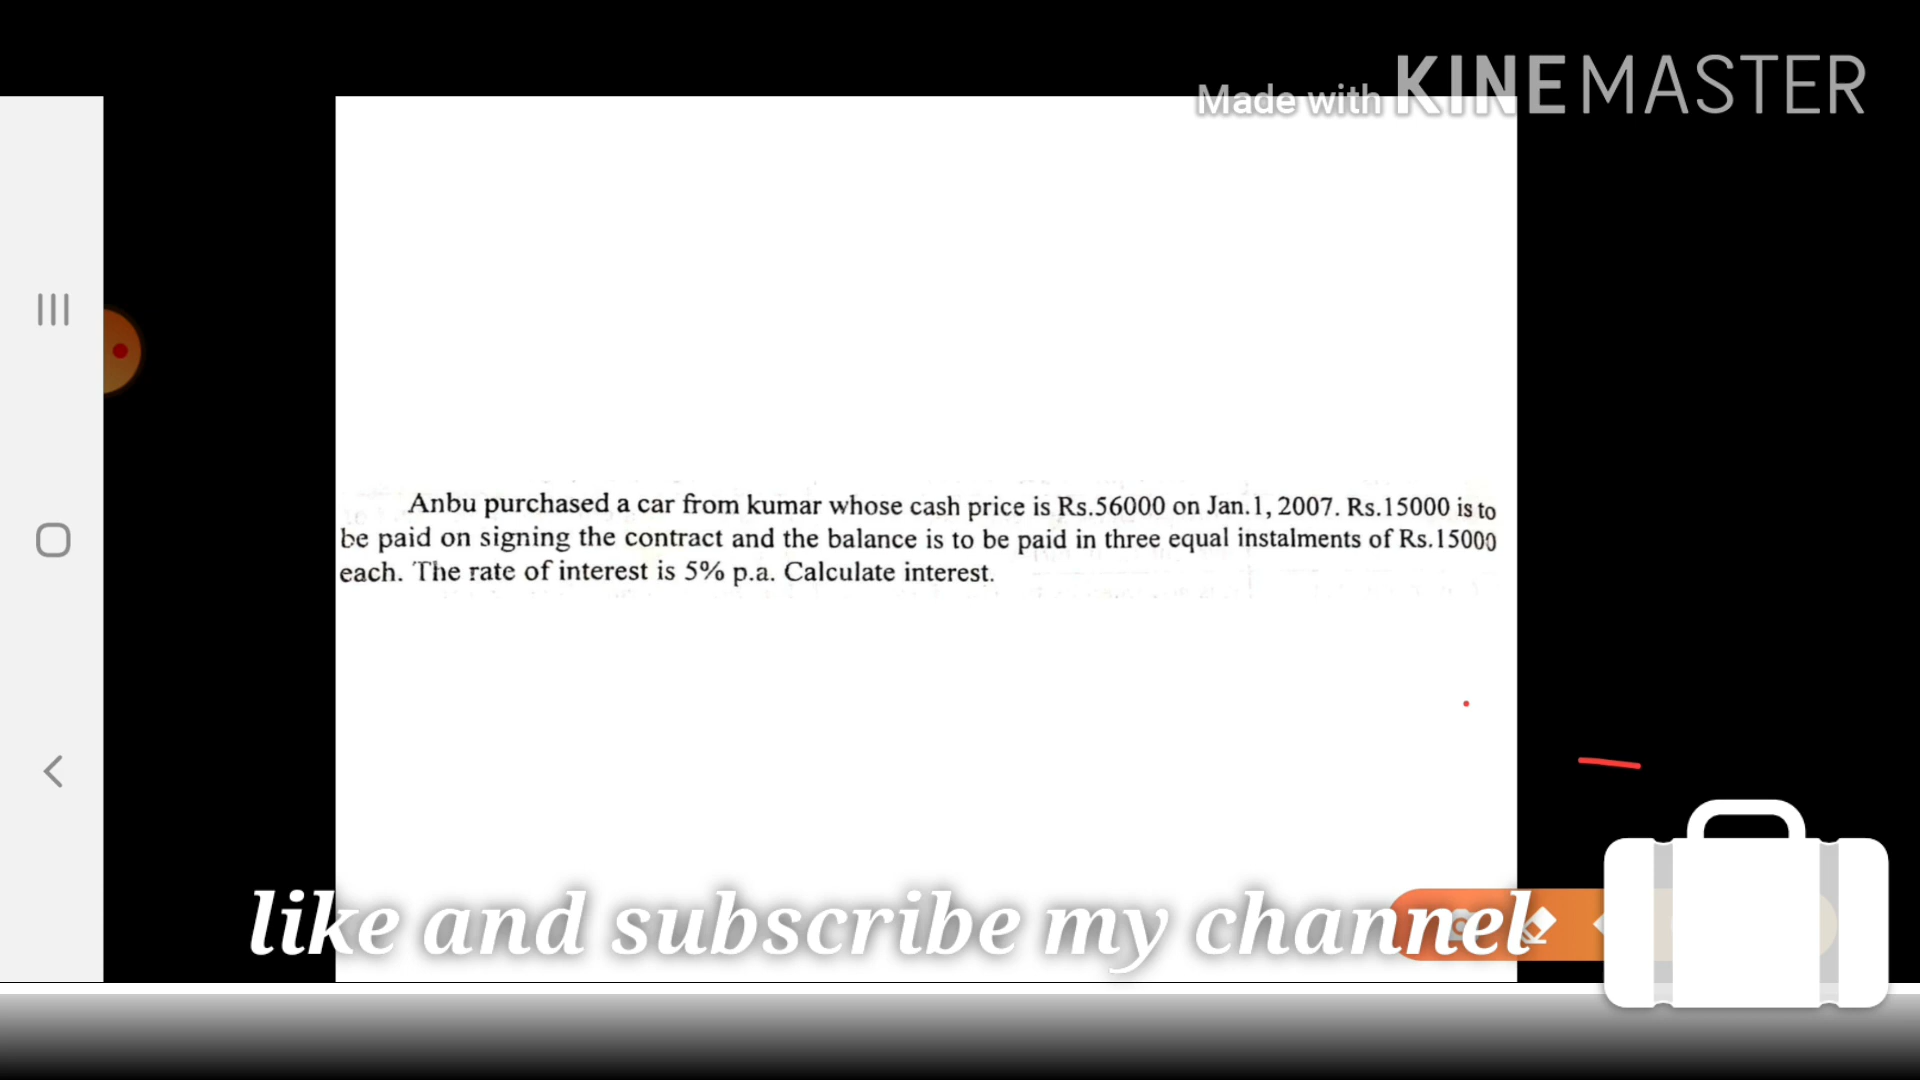 Made with KINEMASTER
Anbu purchased a car from kumar whose cash price is Rs.56000 on Jan.1, 2007. Rs.15000 is to
be paid on signing the contract and the balance is to be paid in three equal instalments of Rs.15000
each. The rate of interest is 5% p.a. Calculate interest.
like and subscribe my channel